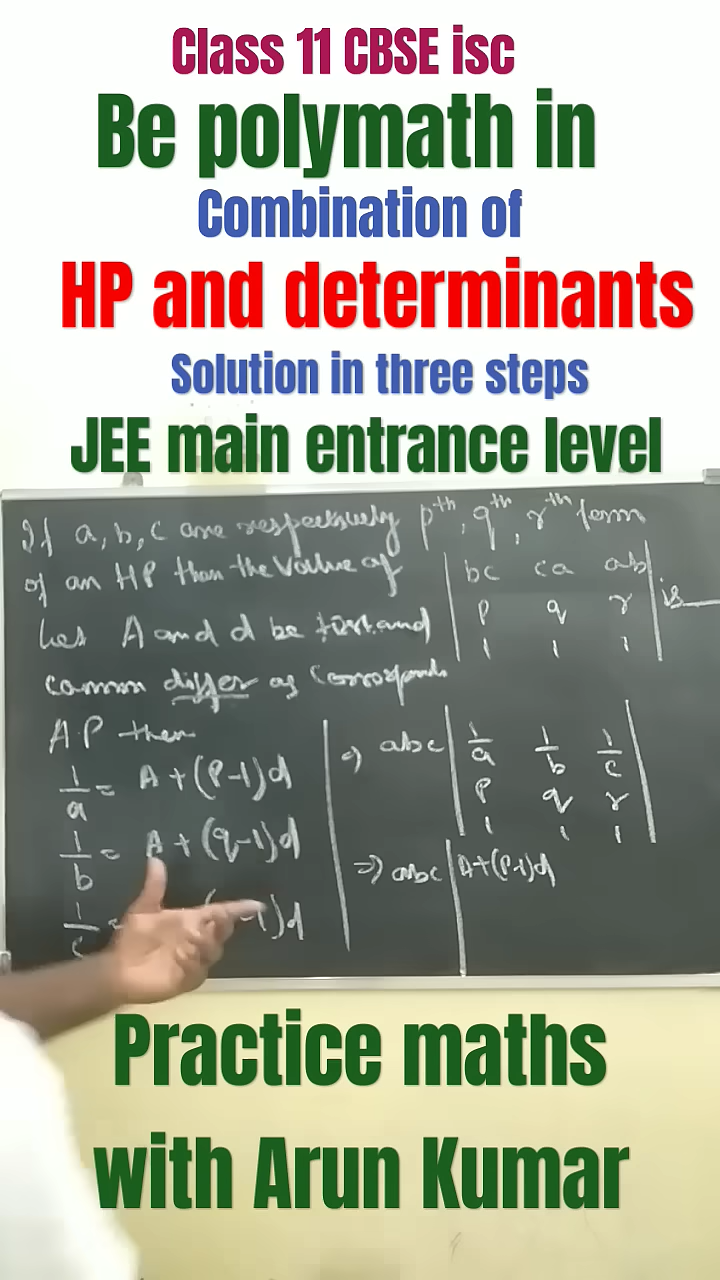 Class 11 CBSE isc
Be polymath in
Combination of
HP and determinants
Solution in three steps
JEE main entrance level
If a, b, c are respectively pth, qth, rth term
of an HP then the value of | bc ca ab |
| p q r | is
| 1 1 1 |
Let A and d be first and
common differ as corresponds
A.P then
1/a = A + (p-1)d
1/b = A + (q-1)d
1/c =
)d
⇒ abc | 1/a 1/b 1/c |
| p q r |
| 1 1 1 |
⇒ abc | A+(p-1)d
Practice maths
with Arun Kumar